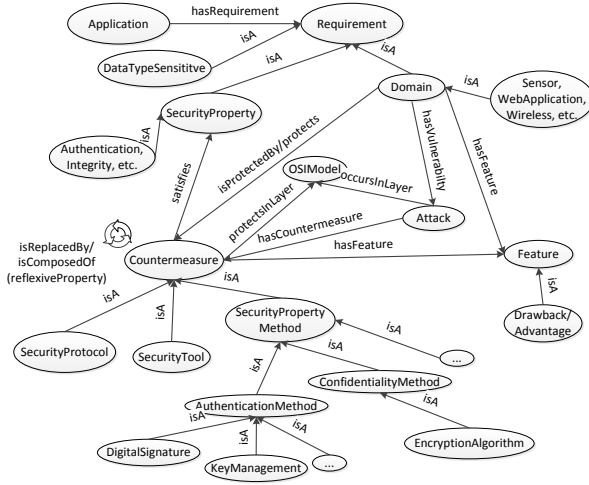 hasRequirement
Application
Requirement
isA
DataTypeSensititve
isA
isA
Domain
isA
Sensor,
WebApplication,
Wireless, etc.
SecurityProperty
isA
Authentication,
Integrity, etc.
isProtectedBy/protects
hasVulnerabilty
hasFeature
satisfies
OSIModel
occursInLayer
protectsInLayer
Attack
hasCountermeasure
isReplacedBy/
isComposedOf
(reflexiveProperty)
Countermeasure
hasFeature
Feature
isA
isA
isA
isA
Drawback/
Advantage
SecurityProperty
Method
SecurityProtocol
SecurityTool
isA
...
isA
isA
ConfidentialityMethod
AuthenticationMethod
isA
isA
isA
isA
EncryptionAlgorithm
DigitalSignature
KeyManagement
...